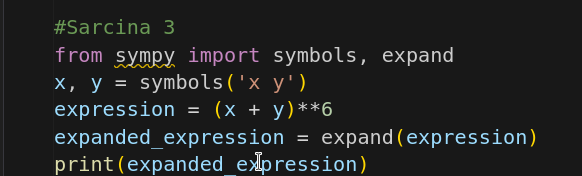 #Sarcina 3
from sympy import symbols, expand
x, y = symbols('x y')
expression = (x + y)**6
expanded_expression = expand(expression)
print(expanded_expression)